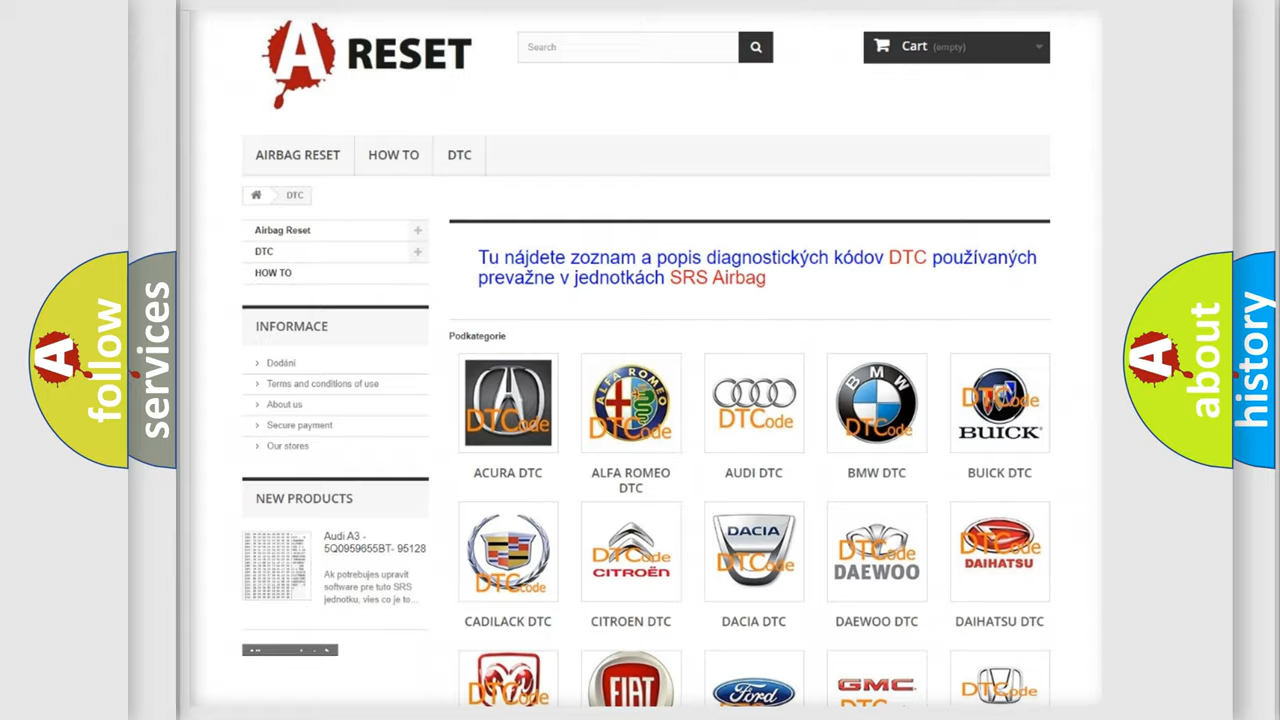 A RESET
Search
Cart (empty)
AIRBAG RESET
HOW TO
DTC
DTC
Airbag Reset
DTC
HOW TO
INFORMACE
Dodání
Terms and conditions of use
About us
Secure payment
Our stores
NEW PRODUCTS
Audi A3 -
5Q0959655BT- 95128
Ak potrebujes upravit
software pre tuto SRS
jednotku, vies co je to...
Tu nájdete zoznam a popis diagnostických kódov DTC používaných
prevažne v jednotkách SRS Airbag
Podkategorie
DTCode
ALFA ROMEO
DTCode
DTCode
BMW
DTCode
DTCode
BUICK
ACURA DTC
ALFA ROMEO
DTC
AUDI DTC
BMW DTC
BUICK DTC
DTCode
DTCode
CITROËN
DACIA
DTCode
DTCode
DAEWOO
DTCode
DAIHATSU
CADILACK DTC
CITROEN DTC
DACIA DTC
DAEWOO DTC
DAIHATSU DTC
DTCode
FIAT
Ford
GMC
DTCode
A follow
services
A about
history